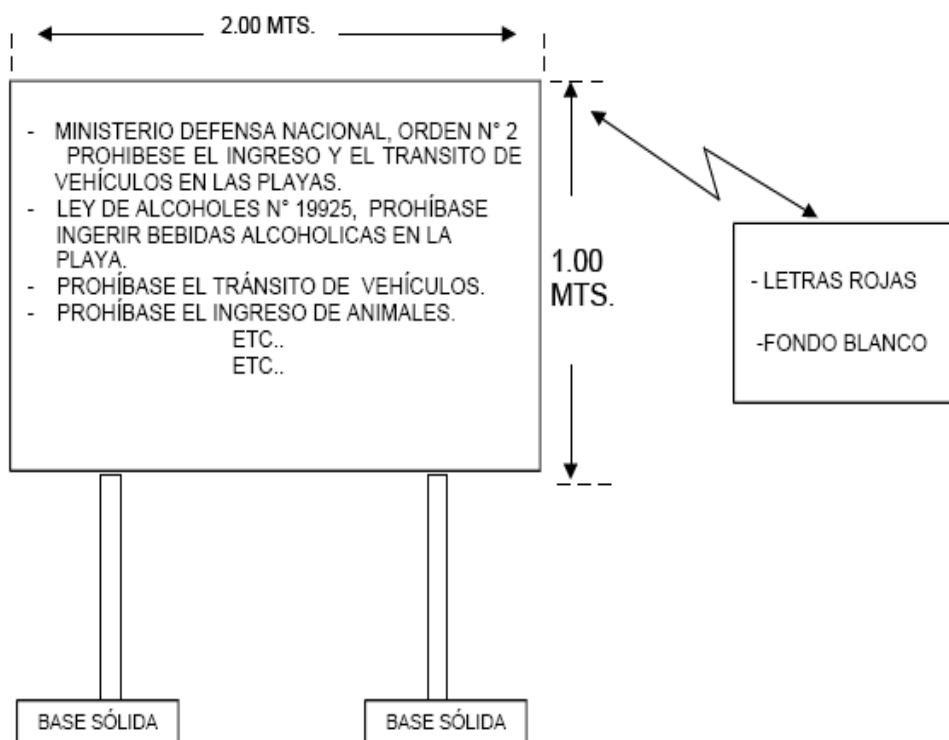 2.00 MTS.
- MINISTERIO DEFENSA NACIONAL, ORDEN N° 2
PROHIBESE EL INGRESO Y EL TRANSITO DE
VEHÍCULOS EN LAS PLAYAS.
- LEY DE ALCOHOLES N° 19925, PROHÍBASE
INGERIR BEBIDAS ALCOHOLICAS EN LA
PLAYA.
- PROHÍBASE EL TRÁNSITO DE VEHÍCULOS.
- PROHÍBASE EL INGRESO DE ANIMALES.
ETC..
ETC..
1.00
MTS.
- LETRAS ROJAS
-FONDO BLANCO
BASE SÓLIDA
BASE SÓLIDA